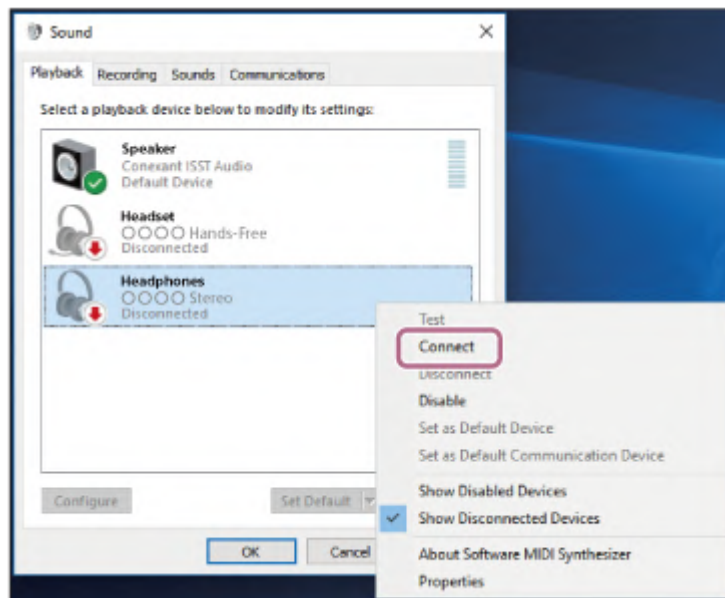 Sound
Playback Recording Sounds Communications
Select a playback device below to modify its settings:
Speaker
Conexant ISST Audio
Default Device
Headset
○○○○ Hands-Free
Disconnected
Headphones
○○○○ Stereo
Disconnected
Test
Connect
Disconnect
Disable
Set as Default Device
Set as Default Communication Device
Show Disabled Devices
Show Disconnected Devices
About Software MIDI Synthesizer
Properties
Configure
Set Default
OK
Cancel